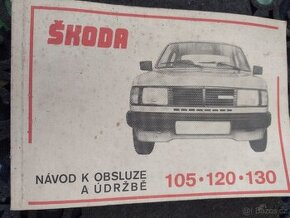 ŠKODA
NÁVOD K OBSLUZE
A ÚDRŽBĚ
105•120•130